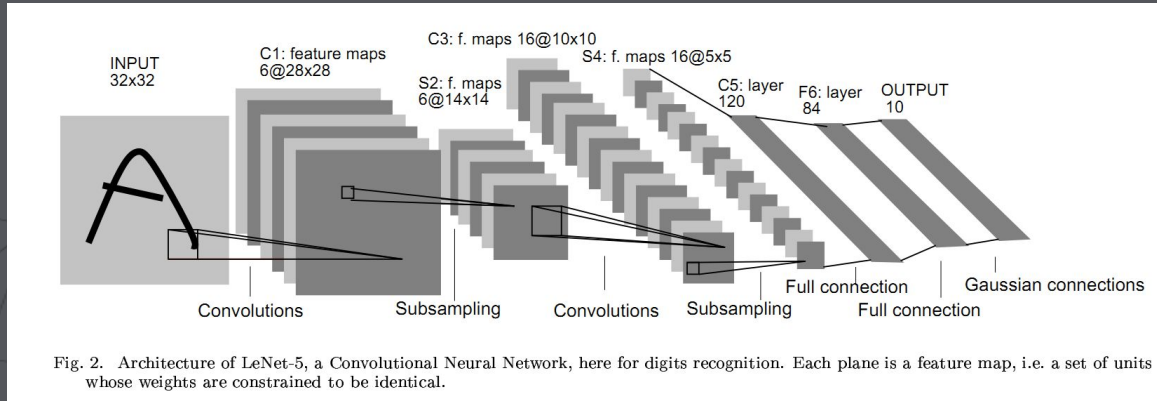 INPUT
32x32
C1: feature maps
6@28x28
S2: f. maps
6@14x14
C3: f. maps 16@10x10
S4: f. maps 16@5x5
C5: layer
120
F6: layer
84
OUTPUT
10
Convolutions
Subsampling
Convolutions
Subsampling
Full connection
Full connection
Gaussian connections
Fig. 2. Architecture of LeNet-5, a Convolutional Neural Network, here for digits recognition. Each plane is a feature map, i.e. a set of units
whose weights are constrained to be identical.